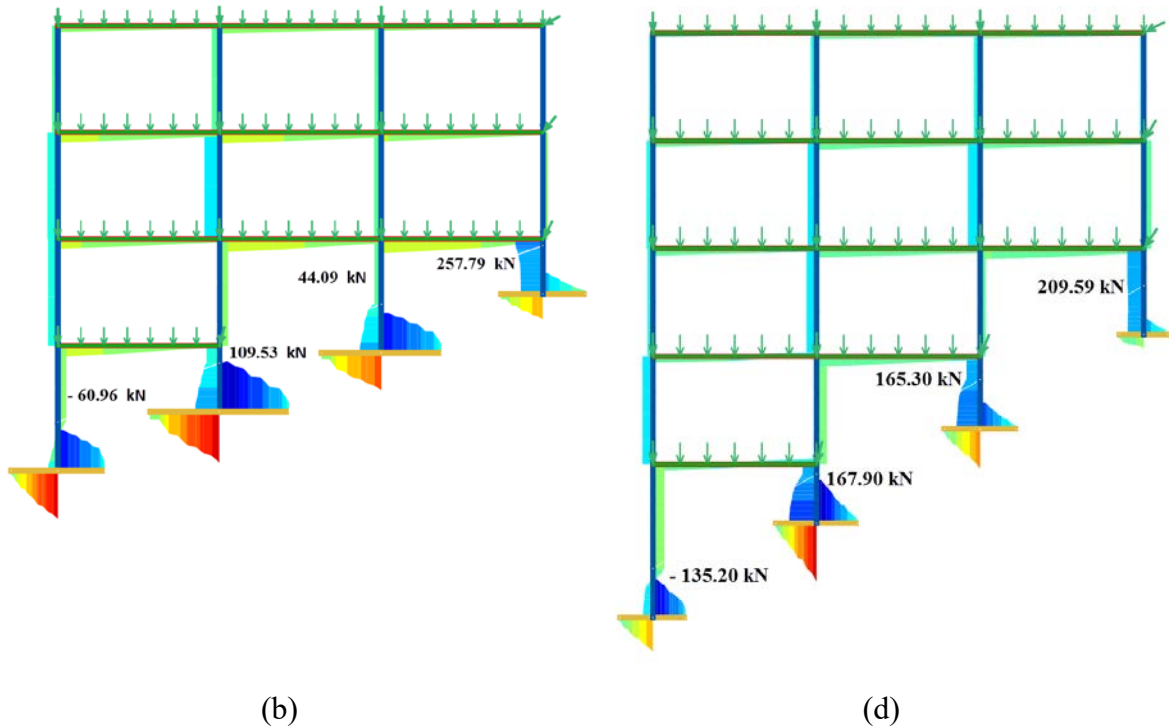 44.09 kN
257.79 kN
109.53 kN
- 60.96 kN
209.59 kN
165.30 kN
167.90 kN
- 135.20 kN
(b)
(d)